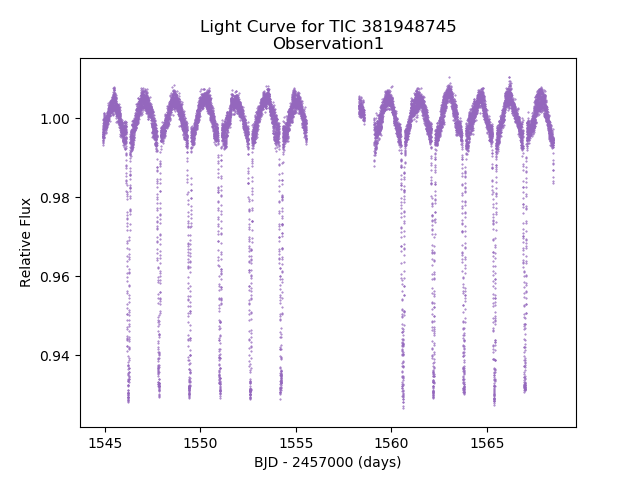 Light Curve for TIC 381948745
Observation1
Relative Flux
1.00
0.98
0.96
0.94
1545
1550
1555
1560
1565
BJD - 2457000 (days)